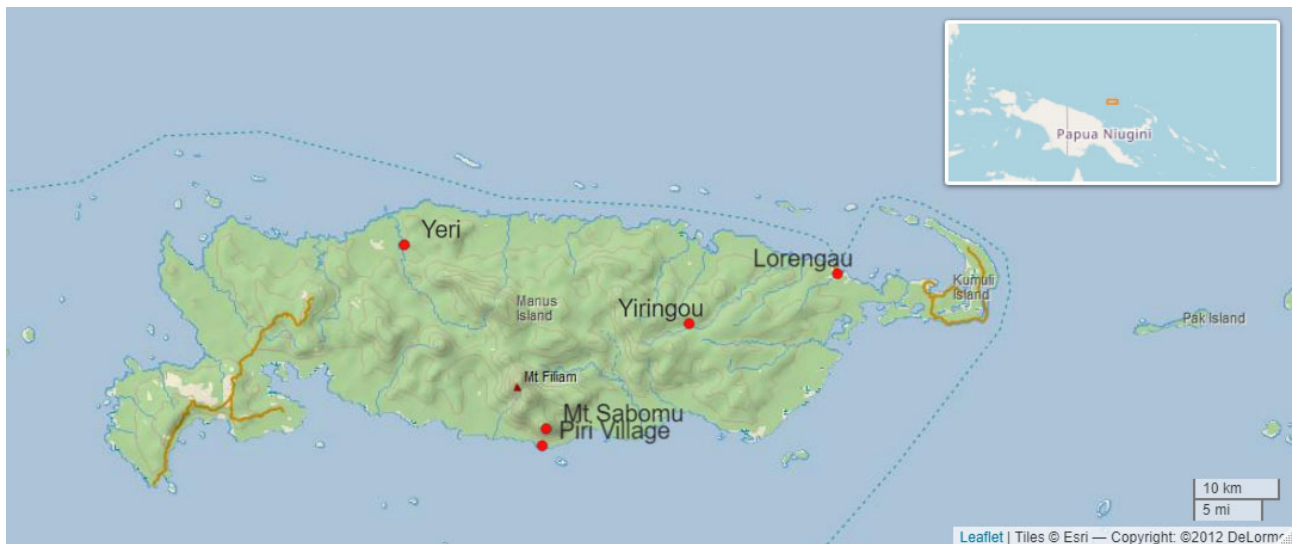 Papua Niugini
Yeri
Lorengau
Kumuli
Island
Manus
Island
Yiringou
Pak Island
Mt Filiam
Mt Sabomu
Piri Village
10 km
5 mi
Leaflet | Tiles © Esri — Copyright: ©2012 DeLorme